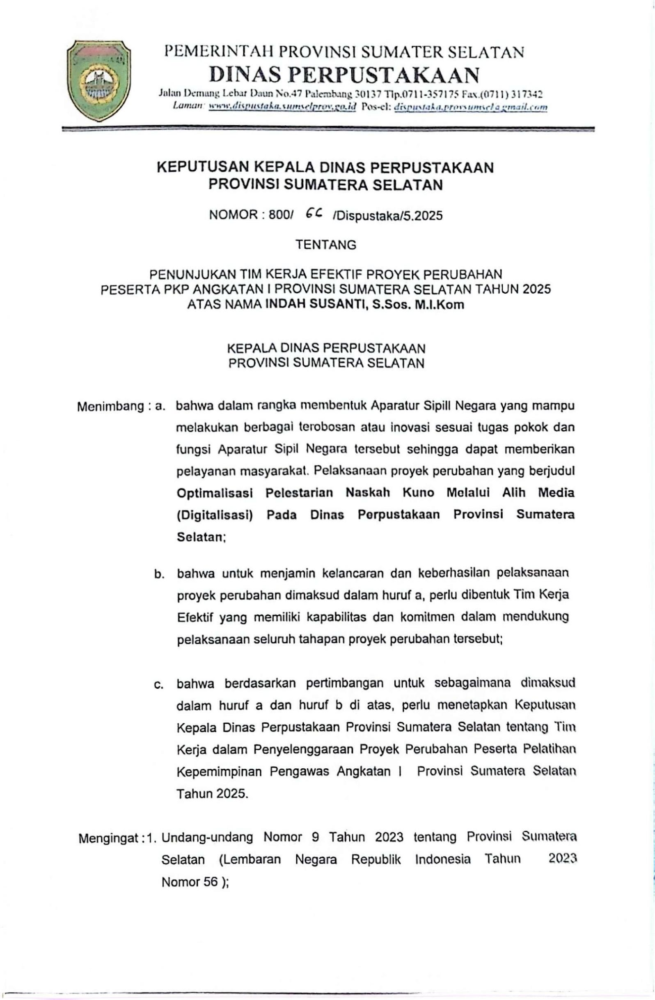 PEMERINTAH PROVINSI SUMATER SELATAN
DINAS PERPUSTAKAAN
Jalan Demang Lebar Daun No.47 Palembang 30137 Tlp.0711-357175 Fax.(0711) 317342
Laman: www.dispustaka.sumselprov.go.id Pos-el: dispustaka.provsumsel@gmail.com
KEPUTUSAN KEPALA DINAS PERPUSTAKAAN
PROVINSI SUMATERA SELATAN
NOMOR : 800/ 66 /Dispustaka/5.2025
TENTANG
PENUNJUKAN TIM KERJA EFEKTIF PROYEK PERUBAHAN
PESERTA PKP ANGKATAN I PROVINSI SUMATERA SELATAN TAHUN 2025
ATAS NAMA INDAH SUSANTI, S.Sos. M.I.Kom
KEPALA DINAS PERPUSTAKAAN
PROVINSI SUMATERA SELATAN
Menimbang : a. bahwa dalam rangka membentuk Aparatur Sipill Negara yang mampu
melakukan berbagai terobosan atau inovasi sesuai tugas pokok dan
fungsi Aparatur Sipil Negara tersebut sehingga dapat memberikan
pelayanan masyarakat. Pelaksanaan proyek perubahan yang berjudul
Optimalisasi Pelestarian Naskah Kuno Melalui Alih Media
(Digitalisasi) Pada Dinas Perpustakaan Provinsi Sumatera
Selatan;
b. bahwa untuk menjamin kelancaran dan keberhasilan pelaksanaan
proyek perubahan dimaksud dalam huruf a, perlu dibentuk Tim Kerja
Efektif yang memiliki kapabilitas dan komitmen dalam mendukung
pelaksanaan seluruh tahapan proyek perubahan tersebut;
c. bahwa berdasarkan pertimbangan untuk sebagaimana dimaksud
dalam huruf a dan huruf b di atas, perlu menetapkan Keputusan
Kepala Dinas Perpustakaan Provinsi Sumatera Selatan tentang Tim
Kerja dalam Penyelenggaraan Proyek Perubahan Peserta Pelatihan
Kepemimpinan Pengawas Angkatan I Provinsi Sumatera Selatan
Tahun 2025.
Mengingat :1. Undang-undang Nomor 9 Tahun 2023 tentang Provinsi Sumatera
Selatan (Lembaran Negara Republik Indonesia Tahun 2023
Nomor 56 );